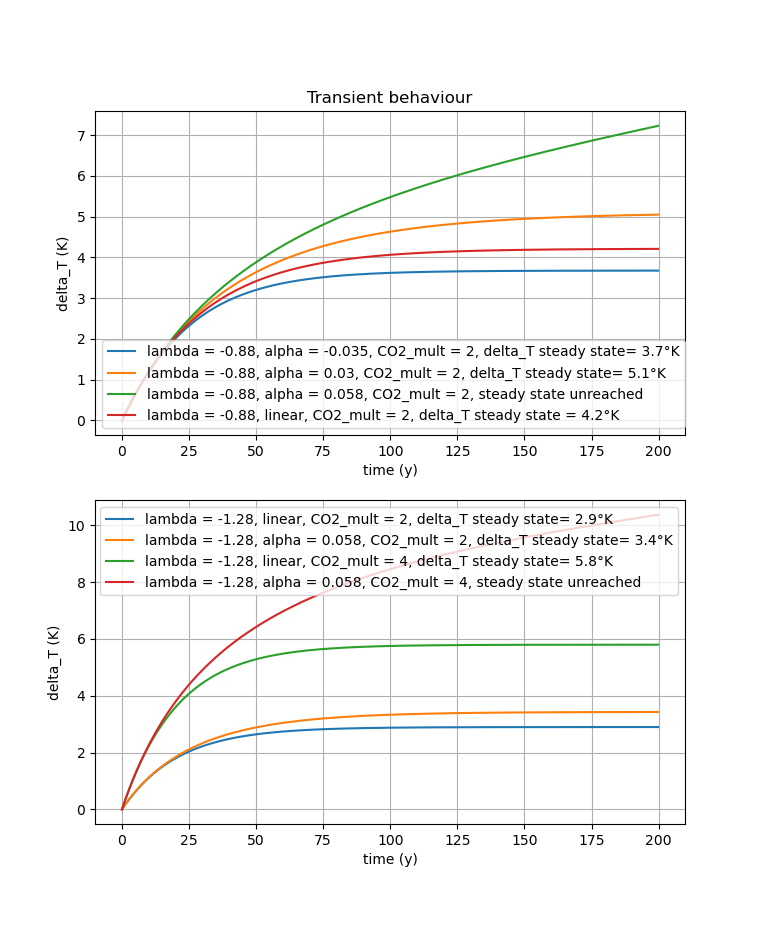 Transient behaviour
7
6
5
4
3
2
1
0
delta_T (K)
lambda = -0.88, alpha = -0.035, CO2_mult = 2, delta_T steady state= 3.7°K
lambda = -0.88, alpha = 0.03, CO2_mult = 2, delta_T steady state= 5.1°K
lambda = -0.88, alpha = 0.058, CO2_mult = 2, steady state unreached
lambda = -0.88, linear, CO2_mult = 2, delta_T steady state = 4.2°K
0 25 50 75 100 125 150 175 200
time (y)
10
8
6
4
2
0
delta_T (K)
lambda = -1.28, linear, CO2_mult = 2, delta_T steady state= 2.9°K
lambda = -1.28, alpha = 0.058, CO2_mult = 2, delta_T steady state= 3.4°K
lambda = -1.28, linear, CO2_mult = 4, delta_T steady state= 5.8°K
lambda = -1.28, alpha = 0.058, CO2_mult = 4, steady state unreached
0 25 50 75 100 125 150 175 200
time (y)